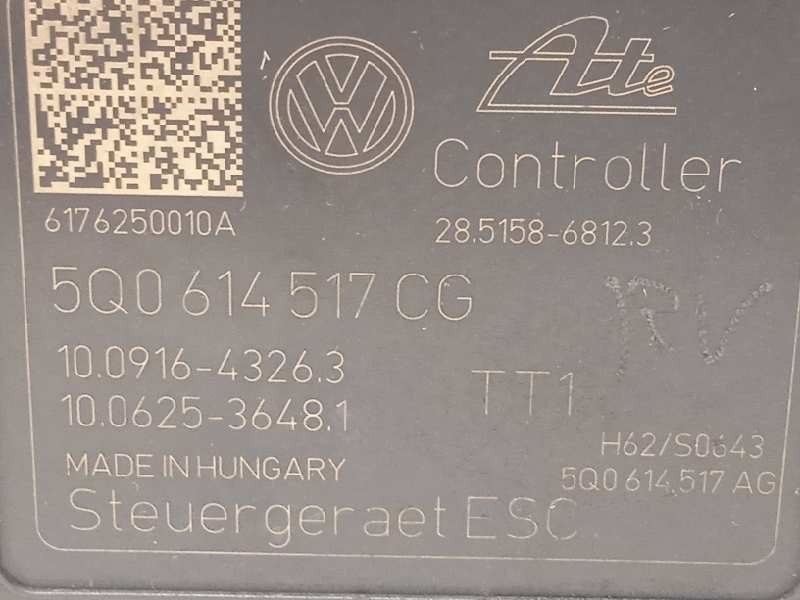 Ate
Controller
6176250010A
28.5158-6812.3
5Q0 614 517 CG
10.0916-4326.3
10.0625-3648.1
TT1
RV
H62/S0643
MADE IN HUNGARY
5Q0 614 517 AG
Steuergeraet ESC